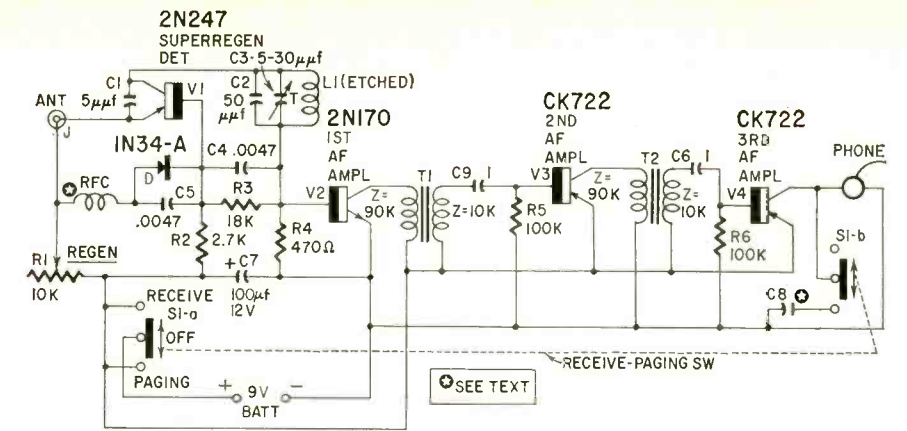 2N247
SUPERREGEN
DET
C1
5μμf
V1
C3-5-30μμf
C2
50
μμf
T
L1(ETCHED)
ANT
J
1N34-A
D
RFC
C5
.0047
C4 .0047
R3
18K
R2
2.7K
R4
470Ω
REGEN
R1
10K
+C7
100μf
12V
2N170
1ST
AF
AMPL
V2
Z=
90K
T1
Z=10K
C9 1
R5
100K
CK722
2ND
AF
AMPL
V3
Z=
90K
T2
Z=
10K
C6 1
R6
100K
CK722
3RD
AF
AMPL
V4
PHONE
S1-b
C8
RECEIVE
S1-a
OFF
PAGING
+ 9V −
BATT
RECEIVE-PAGING SW
SEE TEXT